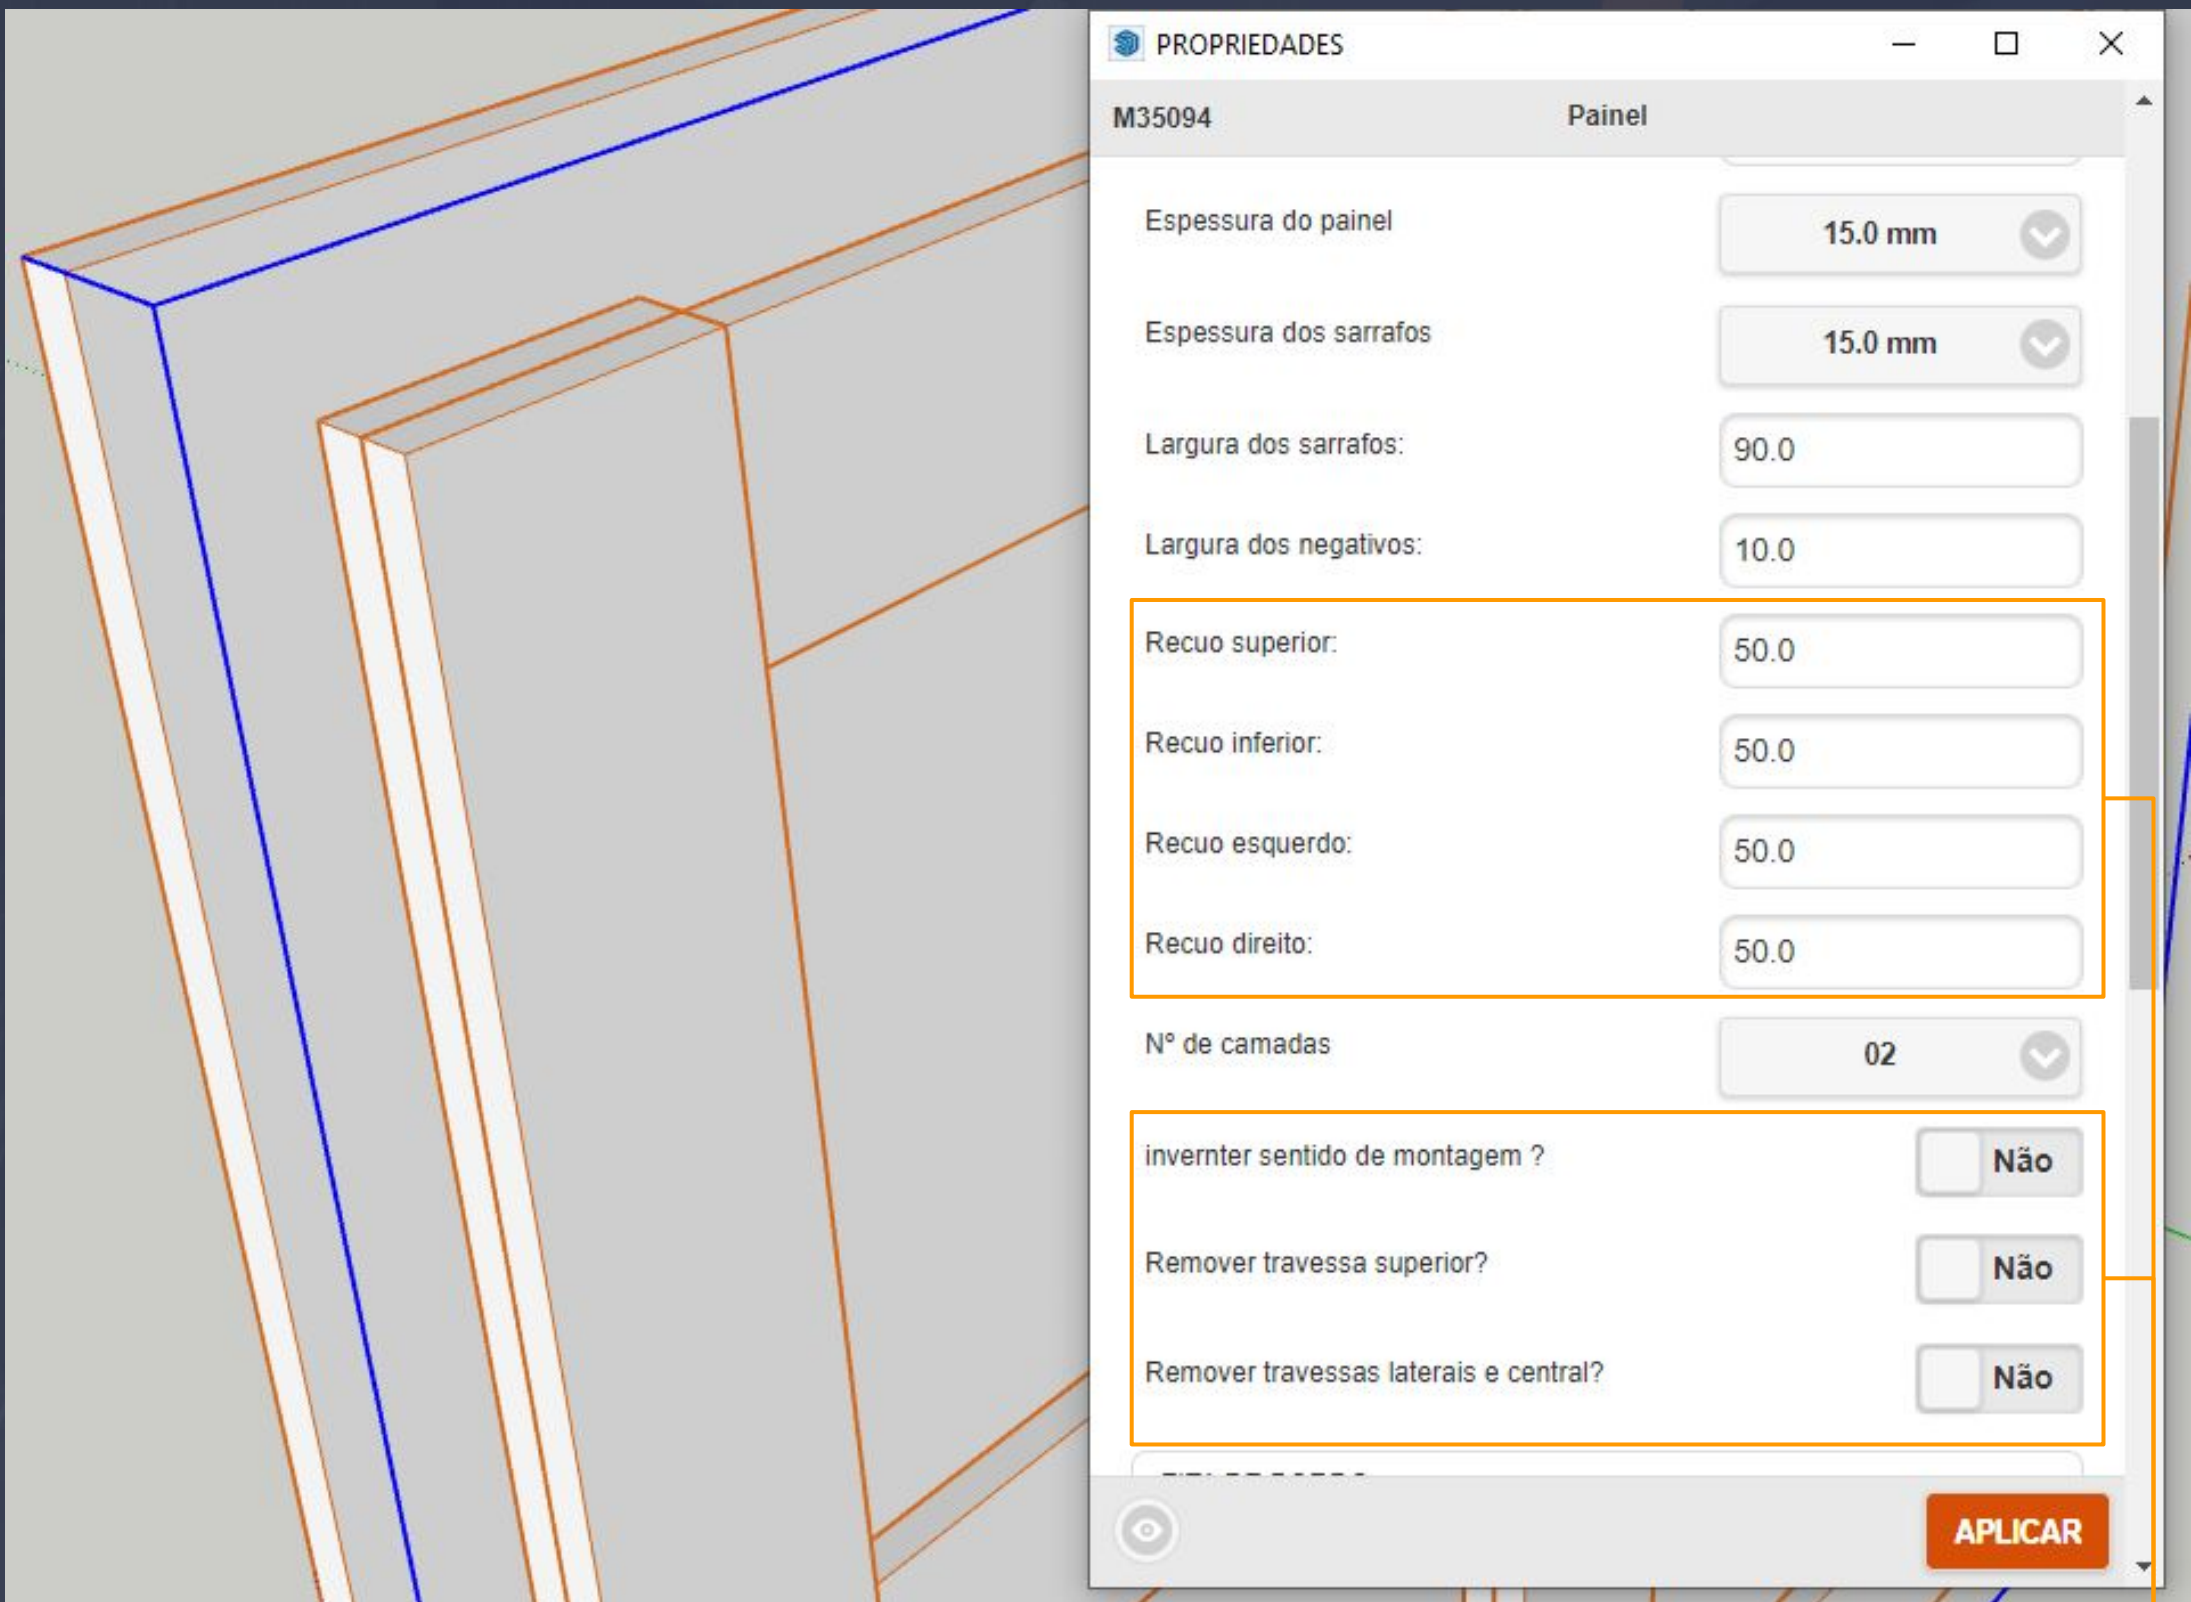 PROPRIEDADES
M35094 Painel
Espessura do painel 15.0 mm
Espessura dos sarrafos 15.0 mm
Largura dos sarrafos: 90.0
Largura dos negativos: 10.0
Recuo superior: 50.0
Recuo inferior: 50.0
Recuo esquerdo: 50.0
Recuo direito: 50.0
Nº de camadas 02
invernter sentido de montagem ? Não
Remover travessa superior? Não
Remover travessas laterais e central? Não
APLICAR